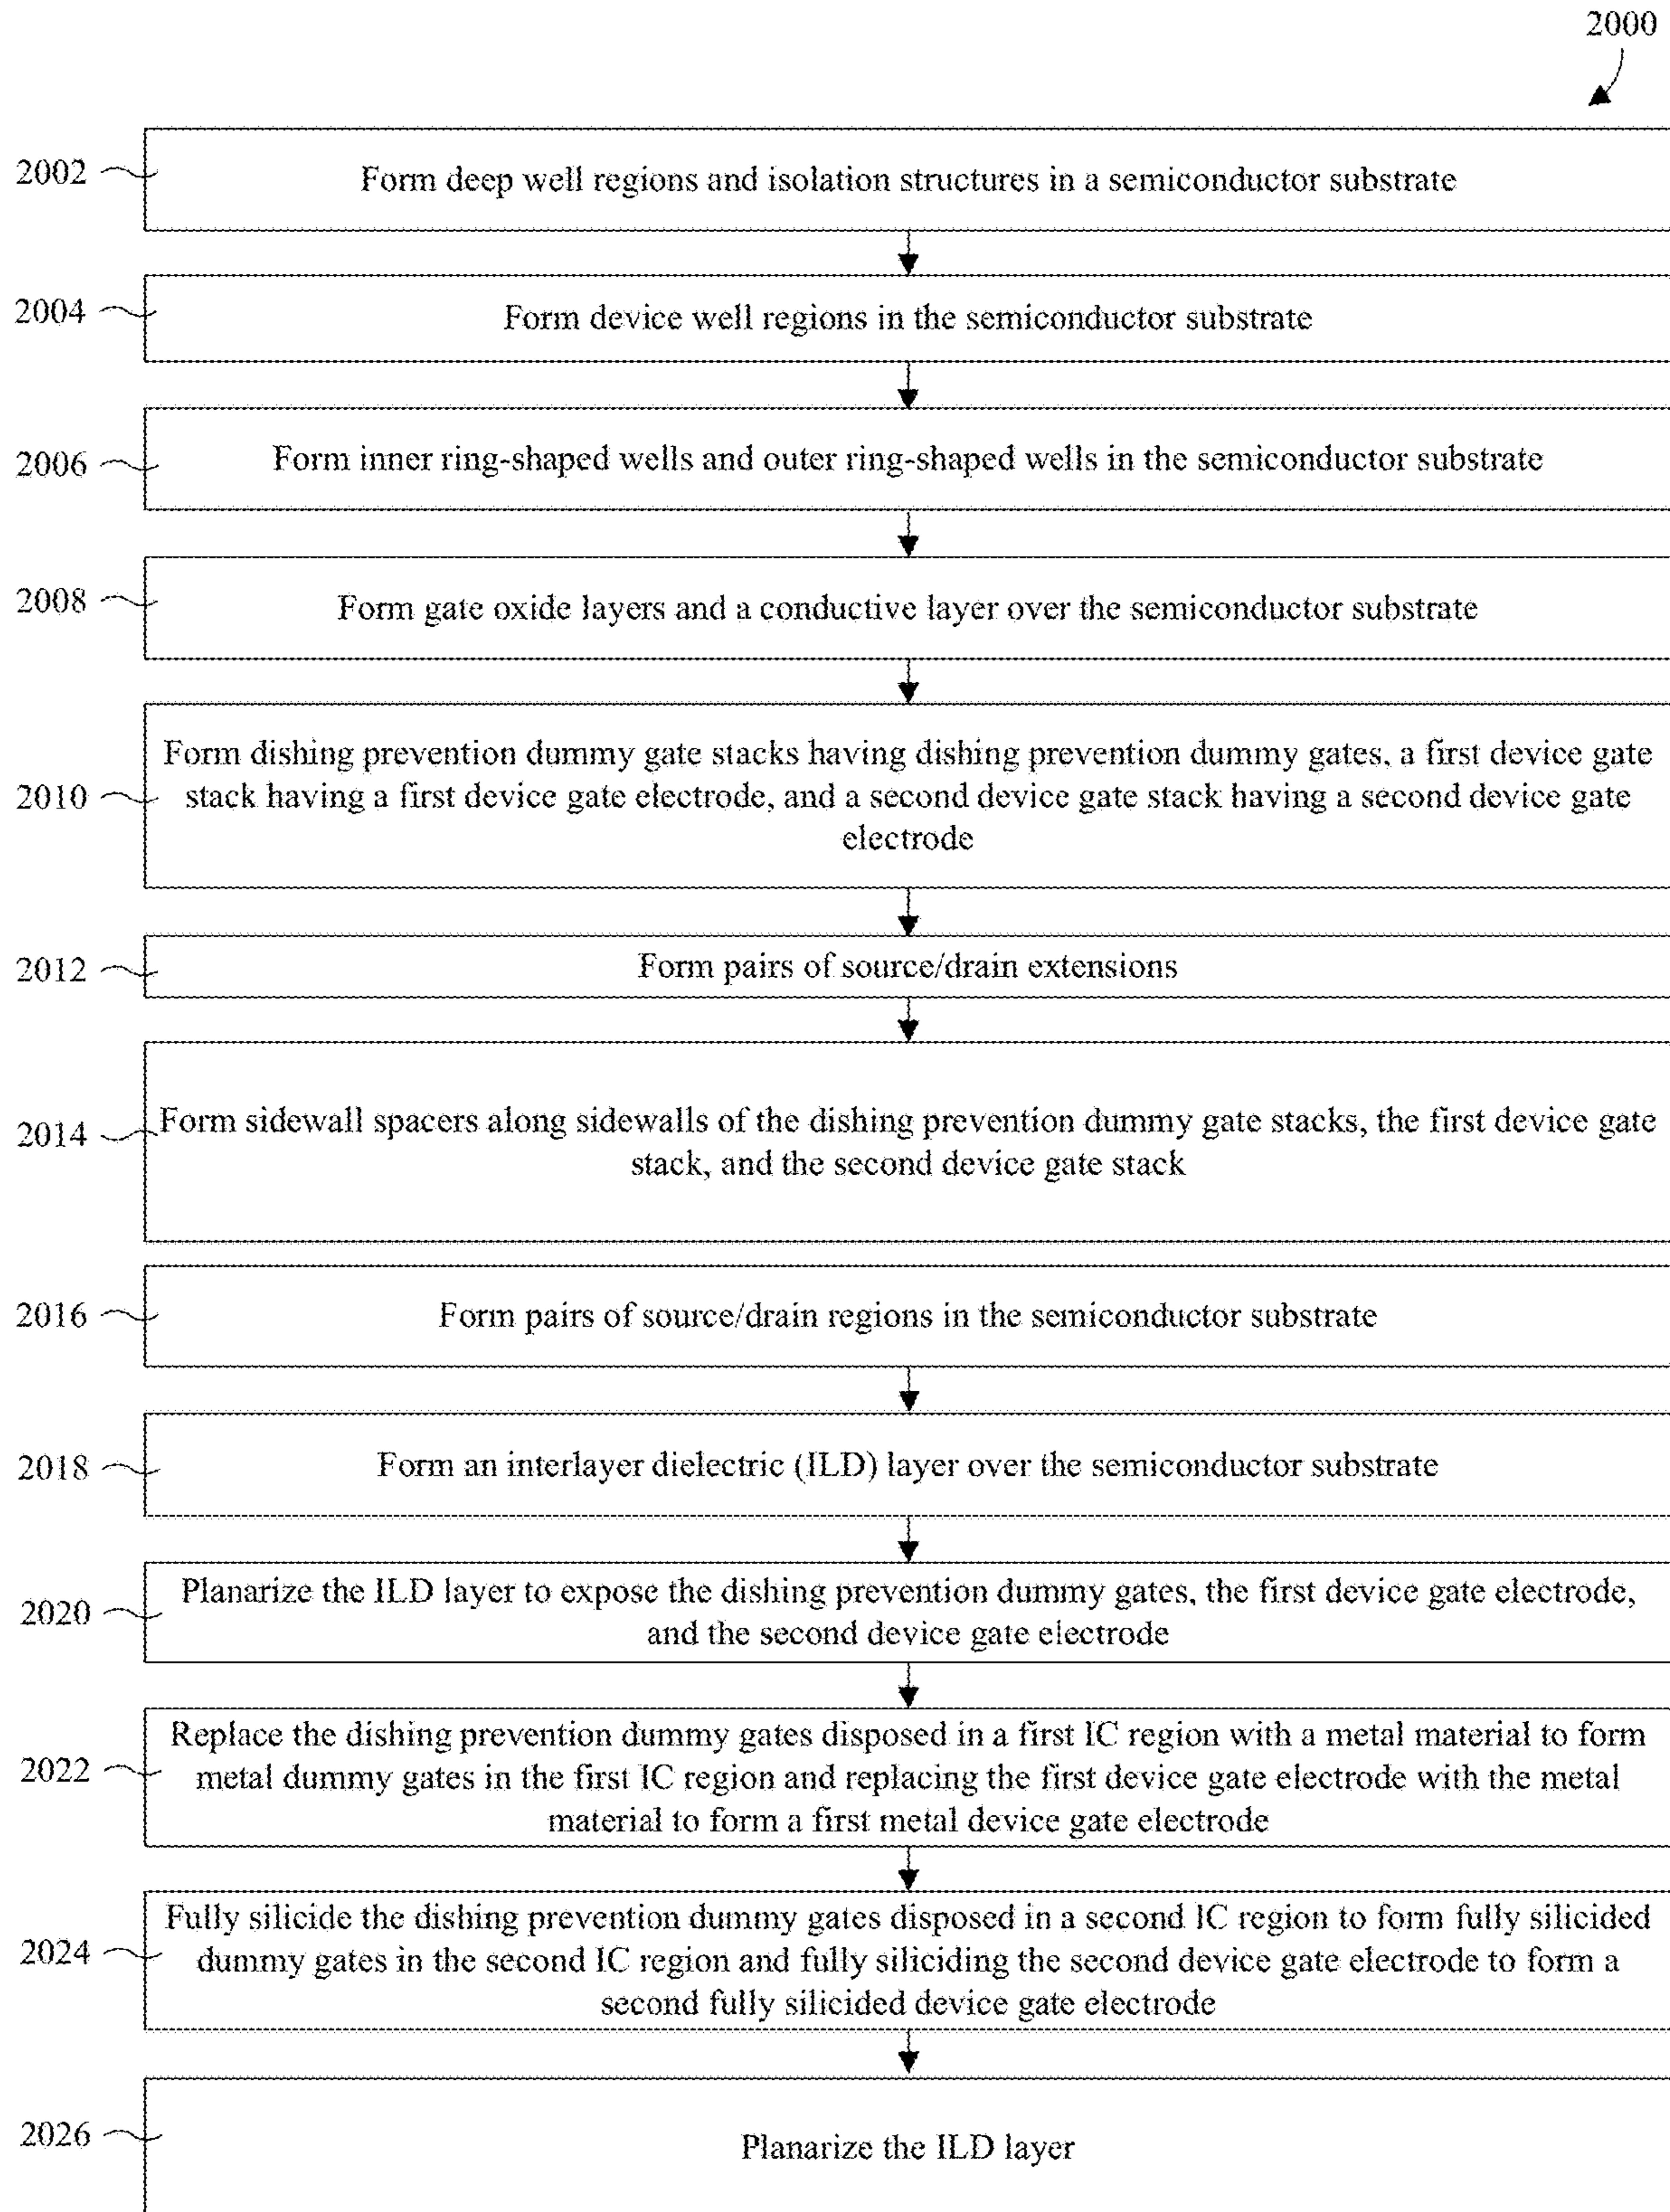 2000
2002
Form deep well regions and isolation structures in a semiconductor substrate
2004
Form device well regions in the semiconductor substrate
2006
Form inner ring-shaped wells and outer ring-shaped wells in the semiconductor substrate
2008
Form gate oxide layers and a conductive layer over the semiconductor substrate
2010
Form dishing prevention dummy gate stacks having dishing prevention dummy gates, a first device gate
stack having a first device gate electrode, and a second device gate stack having a second device gate
electrode
2012
Form pairs of source/drain extensions
2014
Form sidewall spacers along sidewalls of the dishing prevention dummy gate stacks, the first device gate
stack, and the second device gate stack
2016
Form pairs of source/drain regions in the semiconductor substrate
2018
Form an interlayer dielectric (ILD) layer over the semiconductor substrate
2020
Planarize the ILD layer to expose the dishing prevention dummy gates, the first device gate electrode,
and the second device gate electrode
2022
Replace the dishing prevention dummy gates disposed in a first IC region with a metal material to form
metal dummy gates in the first IC region and replacing the first device gate electrode with the metal
material to form a first metal device gate electrode
2024
Fully silicide the dishing prevention dummy gates disposed in a second IC region to form fully silicided
dummy gates in the second IC region and fully siliciding the second device gate electrode to form a
second fully silicided device gate electrode
2026
Planarize the ILD layer